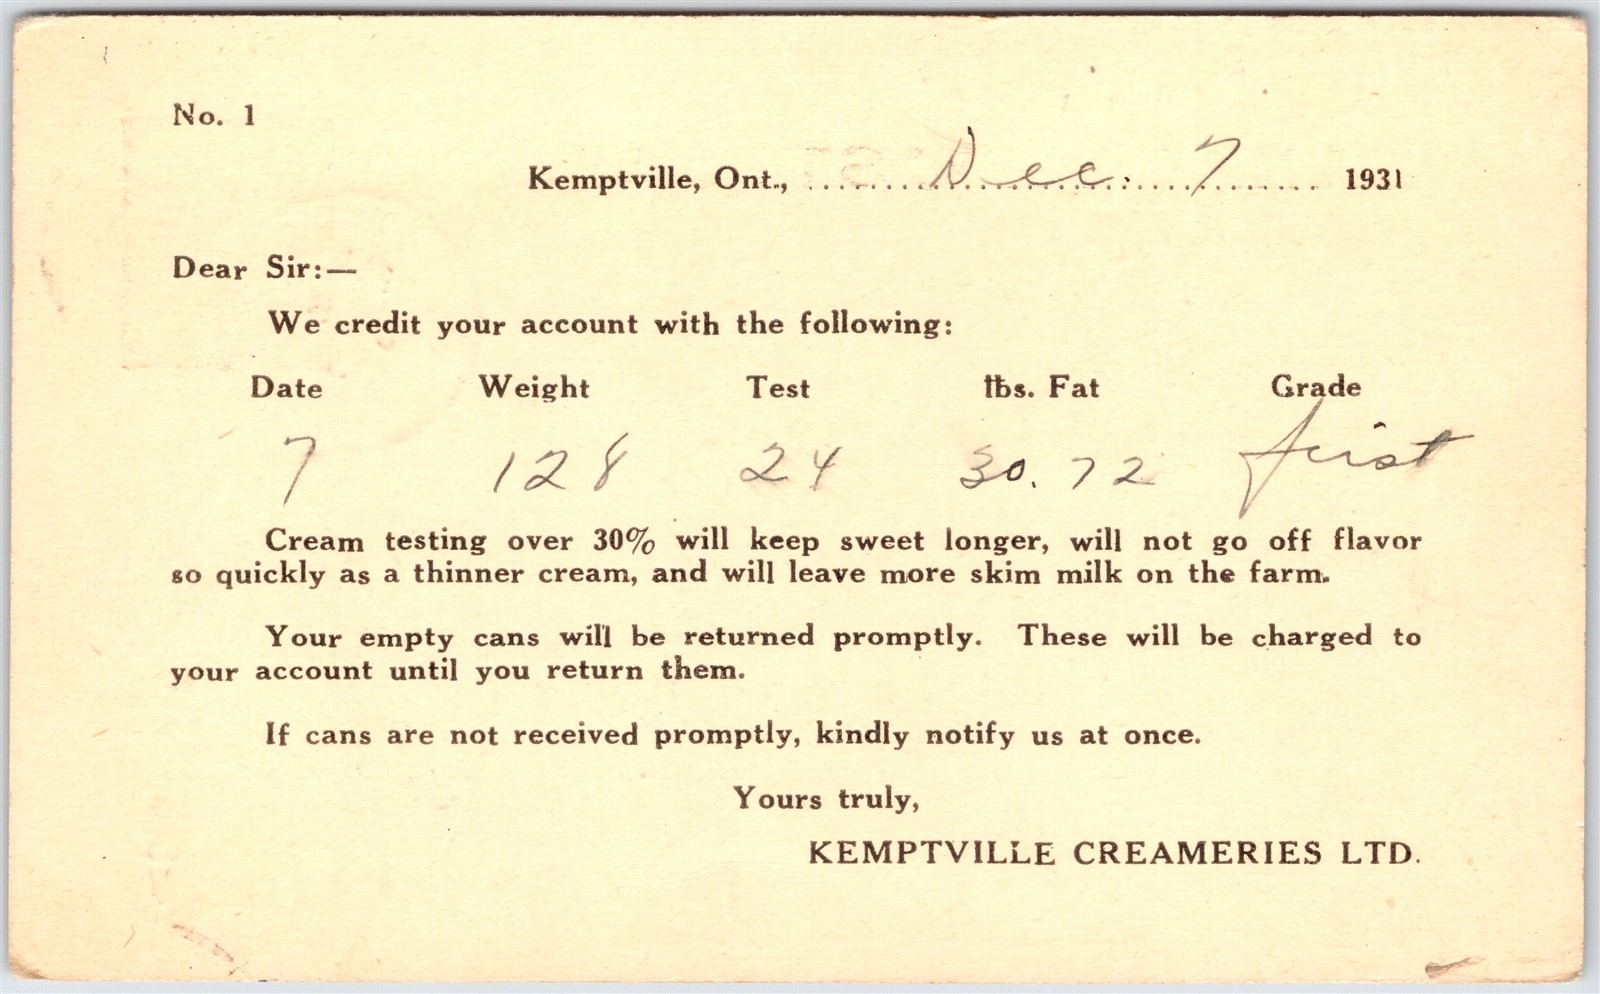 No. 1
Kemptville, Ont., Dec. 7 1931
Dear Sir:—
We credit your account with the following:
Date Weight Test lbs. Fat Grade
7 128 24 30.72 first
Cream testing over 30% will keep sweet longer, will not go off flavor
so quickly as a thinner cream, and will leave more skim milk on the farm.
Your empty cans will be returned promptly. These will be charged to
your account until you return them.
If cans are not received promptly, kindly notify us at once.
Yours truly,
KEMPTVILLE CREAMERIES LTD.